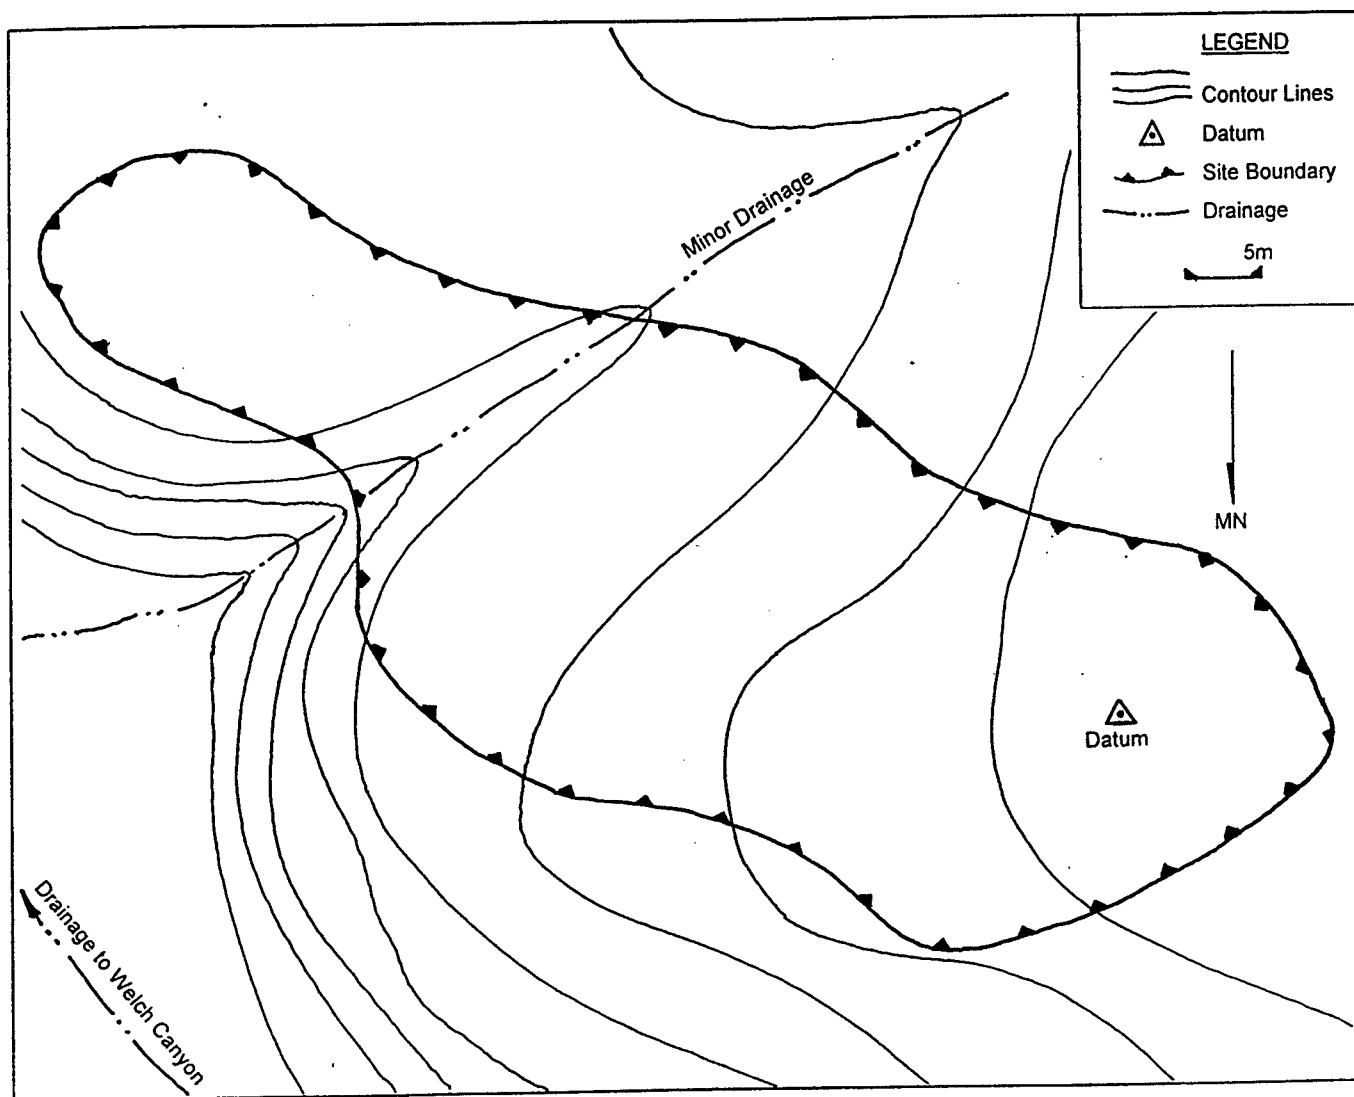 LEGEND
Contour Lines
Datum
Site Boundary
Drainage
5m
Minor Drainage
MN
Datum
Drainage to Welch Canyon